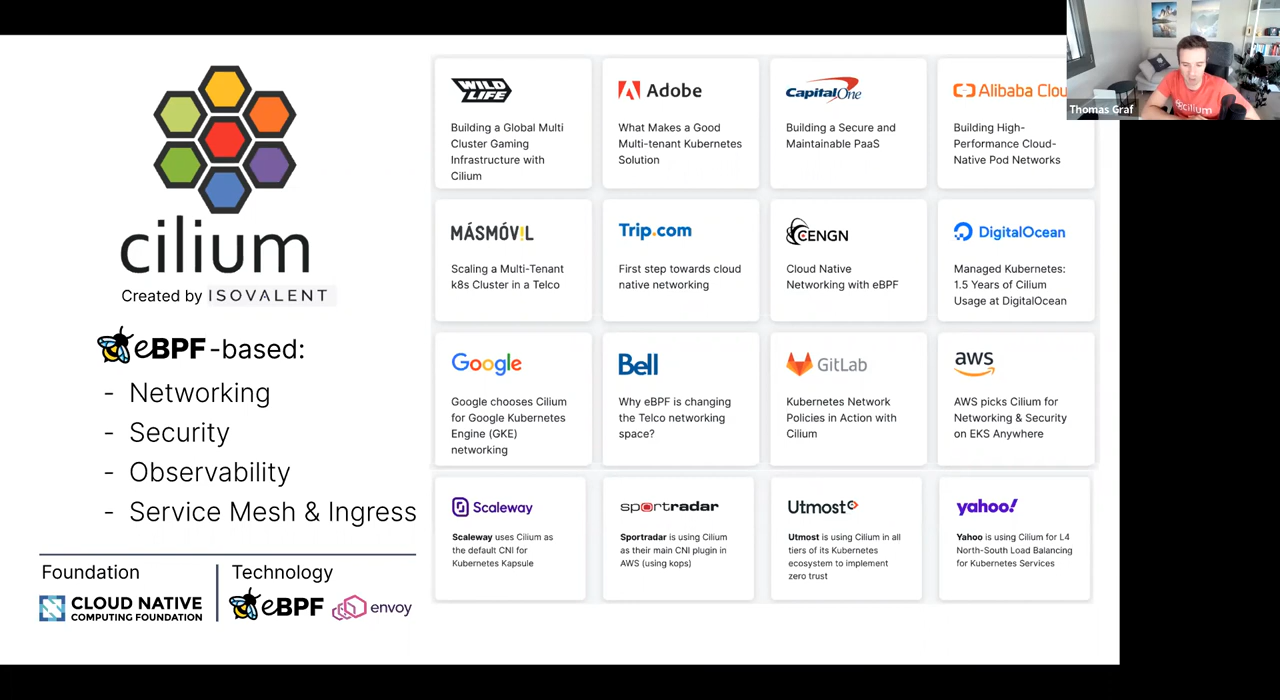 cilium
Created by ISOVALENT
eBPF-based:
- Networking
- Security
- Observability
- Service Mesh & Ingress
Foundation
CLOUD NATIVE
COMPUTING FOUNDATION
Technology
eBPF
envoy
WILD
LIFE
Building a Global Multi
Cluster Gaming
Infrastructure with
Cilium
Adobe
What Makes a Good
Multi-tenant Kubernetes
Solution
Capital One
Building a Secure and
Maintainable PaaS
Alibaba Clou
Building High-
Performance Cloud-
Native Pod Networks
MÁSMÓV!L
Scaling a Multi-Tenant
k8s Cluster in a Telco
Trip.com
First step towards cloud
native networking
CENGN
Cloud Native
Networking with eBPF
DigitalOcean
Managed Kubernetes:
1.5 Years of Cilium
Usage at DigitalOcean
Google
Google chooses Cilium
for Google Kubernetes
Engine (GKE)
networking
Bell
Why eBPF is changing
the Telco networking
space?
GitLab
Kubernetes Network
Policies in Action with
Cilium
aws
AWS picks Cilium for
Networking & Security
on EKS Anywhere
Scaleway
Scaleway uses Cilium as
the default CNI for
Kubernetes Kapsule
sportradar
Sportradar is using Cilium
as their main CNI plugin in
AWS (using kops)
Utmost
Utmost is using Cilium in all
tiers of its Kubernetes
ecosystem to implement
zero trust
yahoo!
Yahoo is using Cilium for L4
North-South Load Balancing
for Kubernetes Services
Thomas Graf
cilium